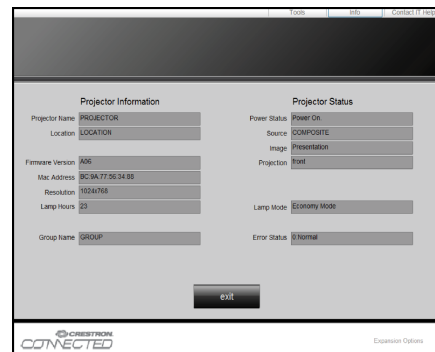 Tools Info Contact IT Help
Projector Information
Projector Name PROJECTOR
Location LOCATION
Firmware Version A06
Mac Address BC.9A.77.56.34.88
Resolution 1024x768
Lamp Hours 23
Group Name GROUP
Projector Status
Power Status Power On.
Source COMPOSITE
Image Presentation
Projection front
Lamp Mode Economy Mode
Error Status 0:Normal
exit
CRESTRON
CONNECTED
Expansion Options